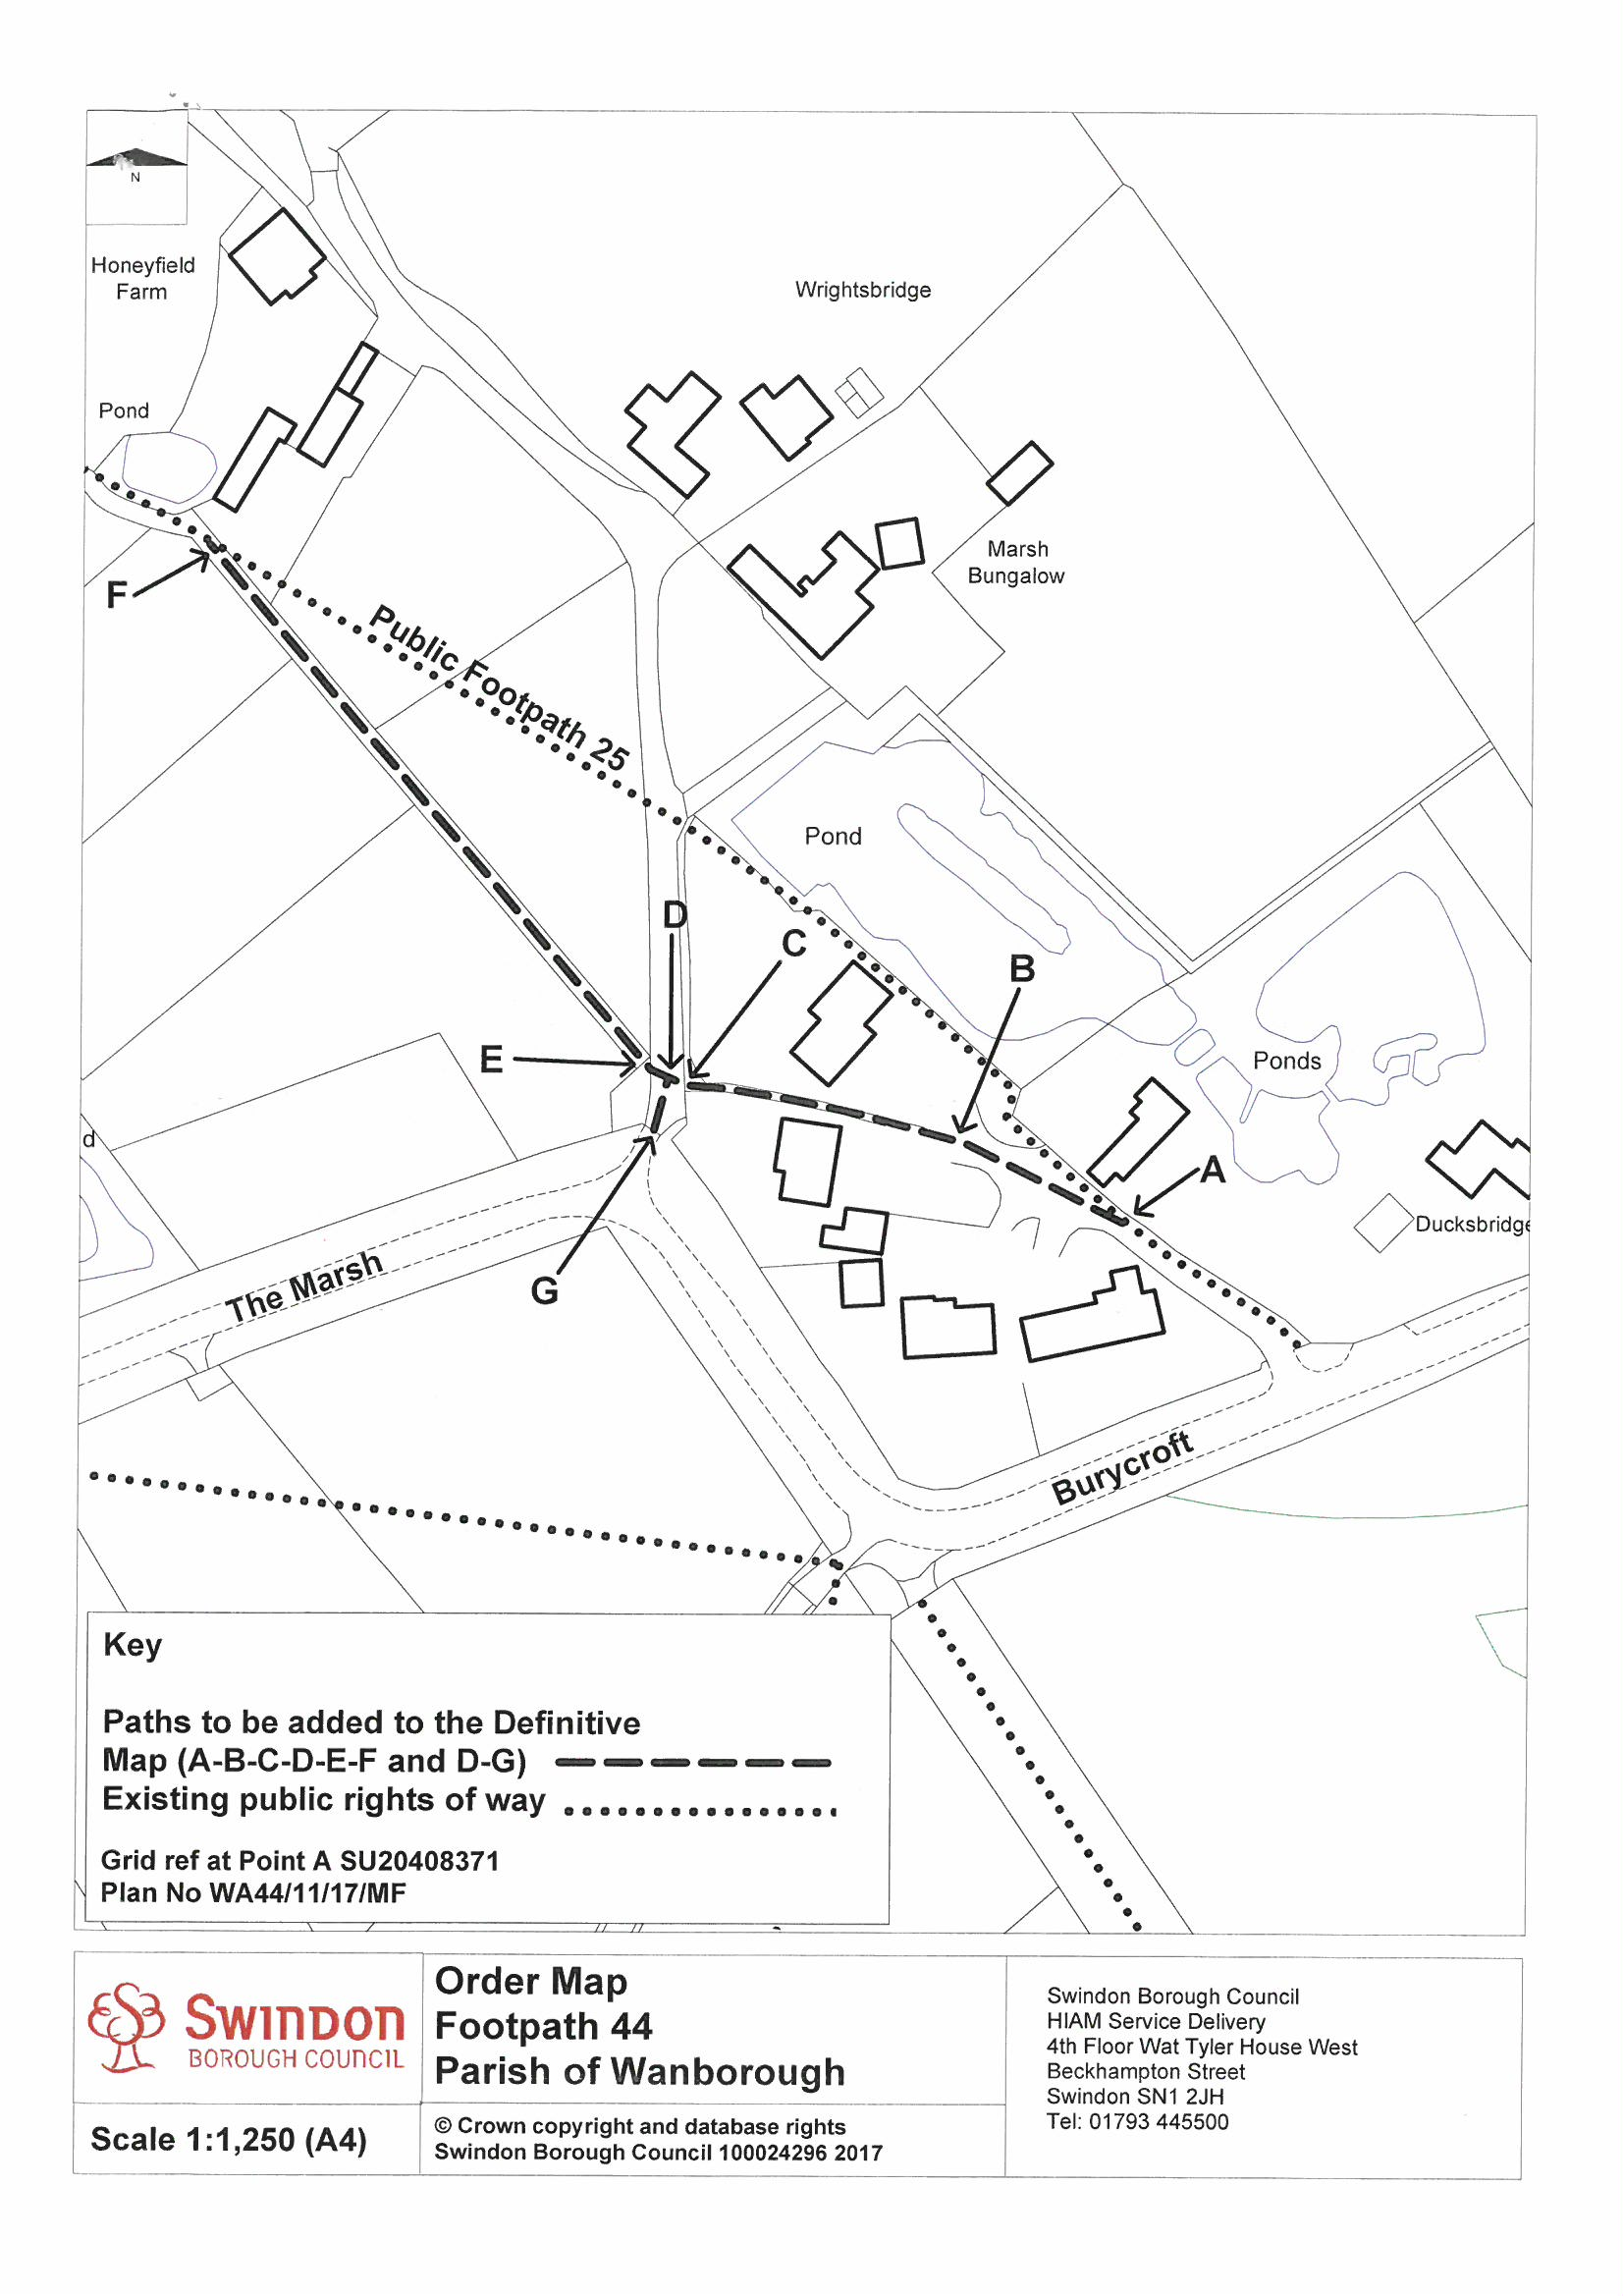 N
Honeyfield
Farm
Wrightsbridge
Pond
Marsh
Bungalow
F
Public Footpath 25
Pond
D
C
B
E
Ponds
d
A
Ducksbridge
G
The Marsh
Burycroft
Key
Paths to be added to the Definitive
Map (A-B-C-D-E-F and D-G)
Existing public rights of way
Grid ref at Point A SU20408371
Plan No WA44/11/17/MF
SWINDON
BOROUGH COUNCIL
Order Map
Footpath 44
Parish of Wanborough
Swindon Borough Council
HIAM Service Delivery
4th Floor Wat Tyler House West
Beckhampton Street
Swindon SN1 2JH
Tel: 01793 445500
Scale 1:1,250 (A4)
© Crown copyright and database rights
Swindon Borough Council 100024296 2017